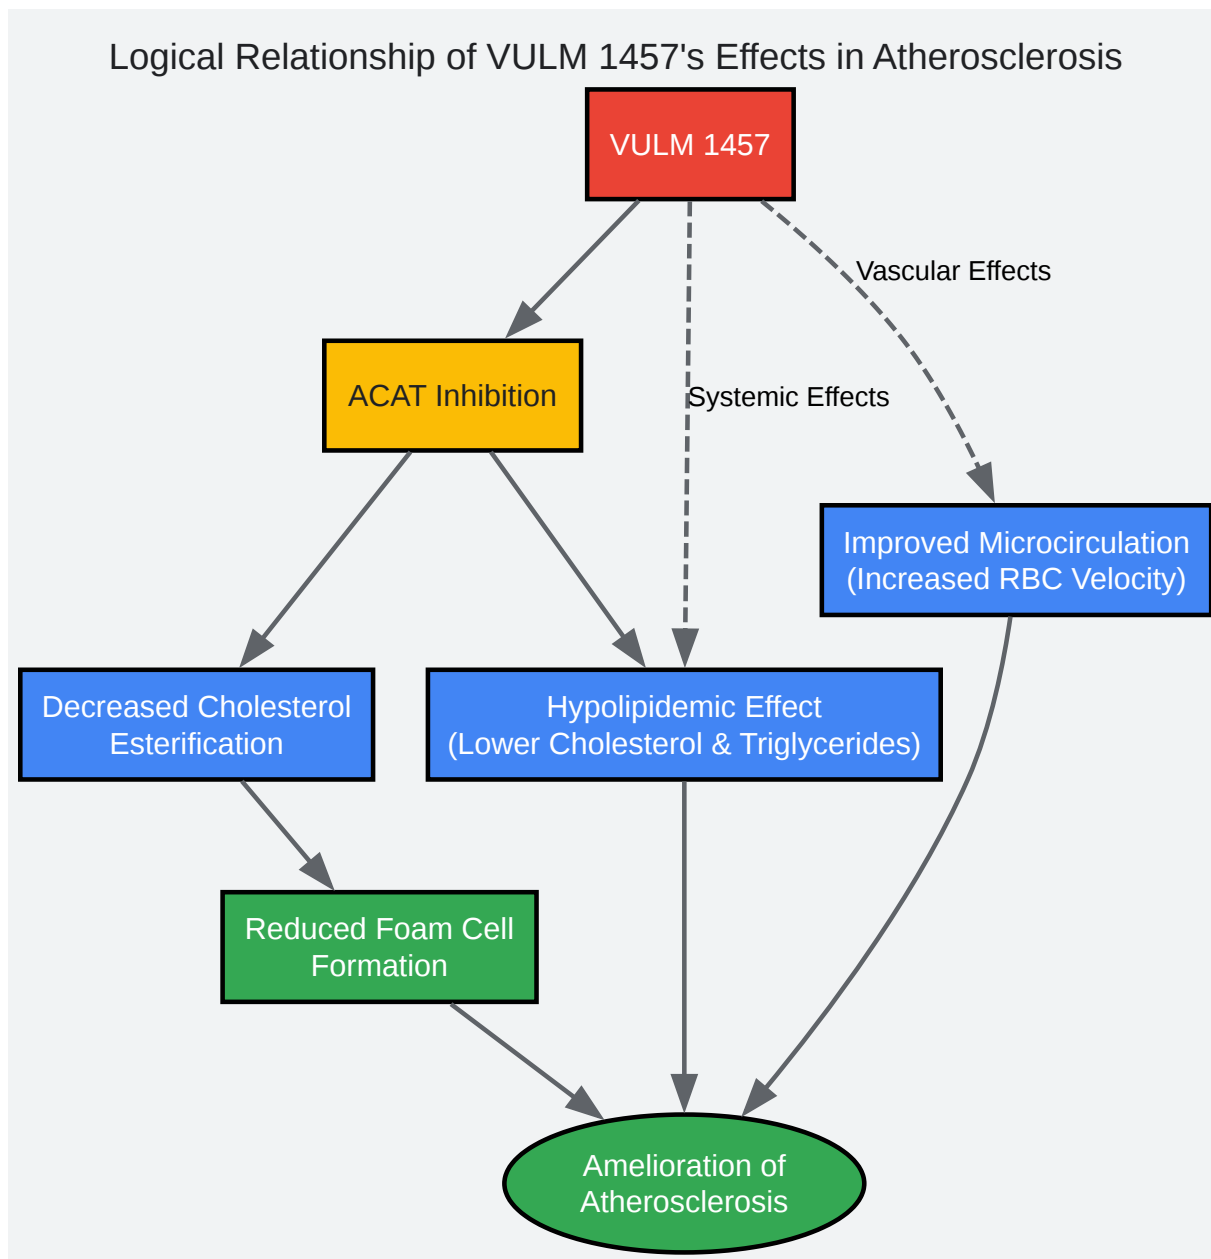 Logical Relationship of VULM 1457's Effects in Atherosclerosis
VULM 1457
Vascular Effects
ACAT Inhibition
Systemic Effects
Improved Microcirculation
(Increased RBC Velocity)
Decreased Cholesterol
Esterification
Hypolipidemic Effect
(Lower Cholesterol & Triglycerides)
Reduced Foam Cell
Formation
Amelioration of
Atherosclerosis